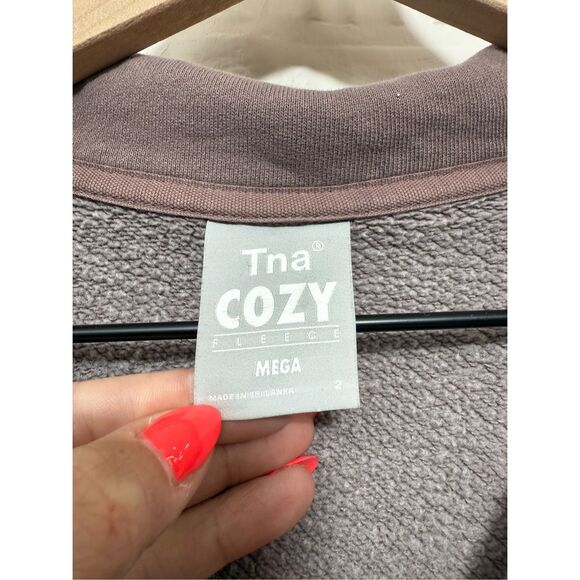 Tna®
COZY
FLEECE
MEGA
MADE IN SRI LANKA 2